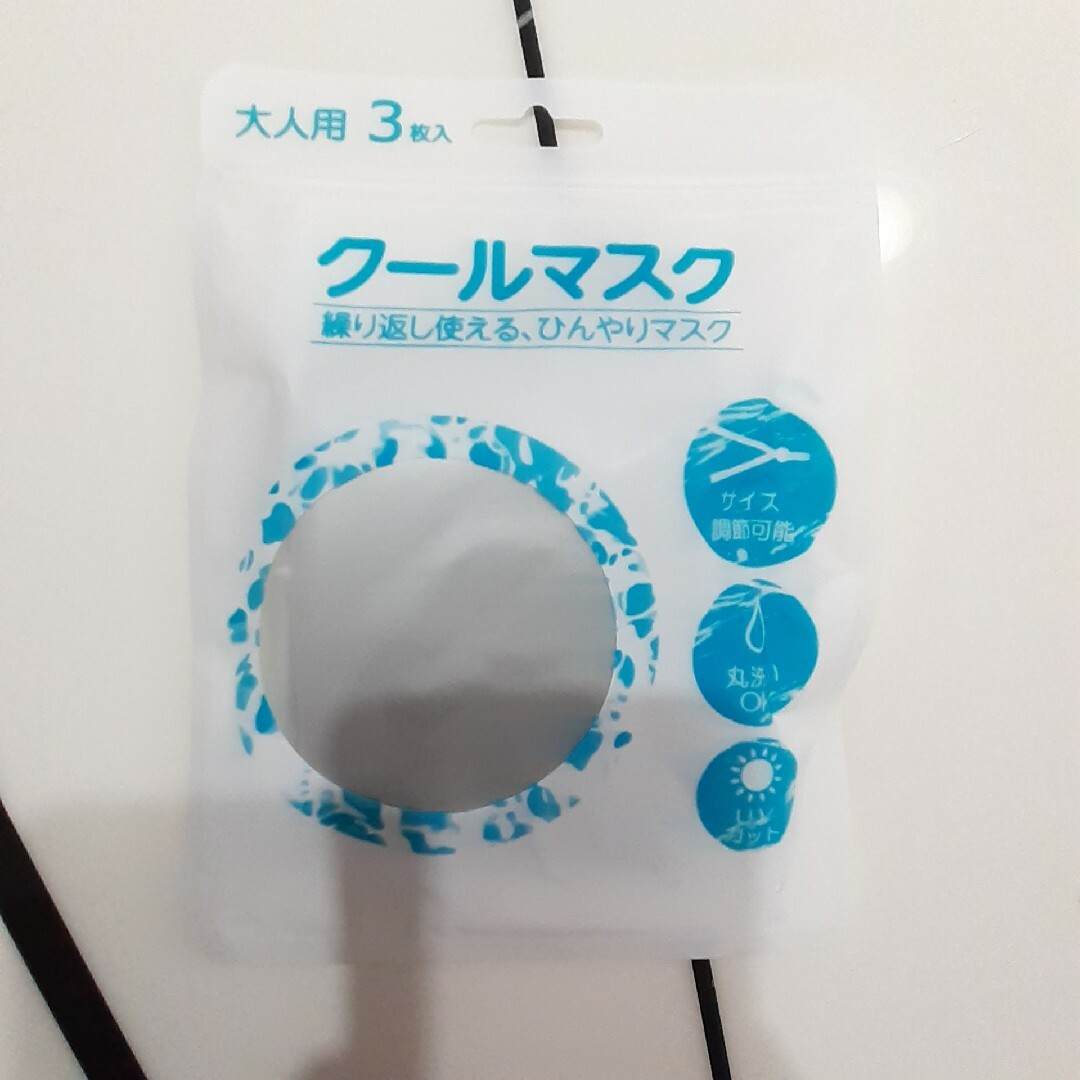 大人用 3枚入
クールマスク
繰り返し使える、ひんやりマスク
サイズ
調節可能
丸洗い
OK
UV
カット